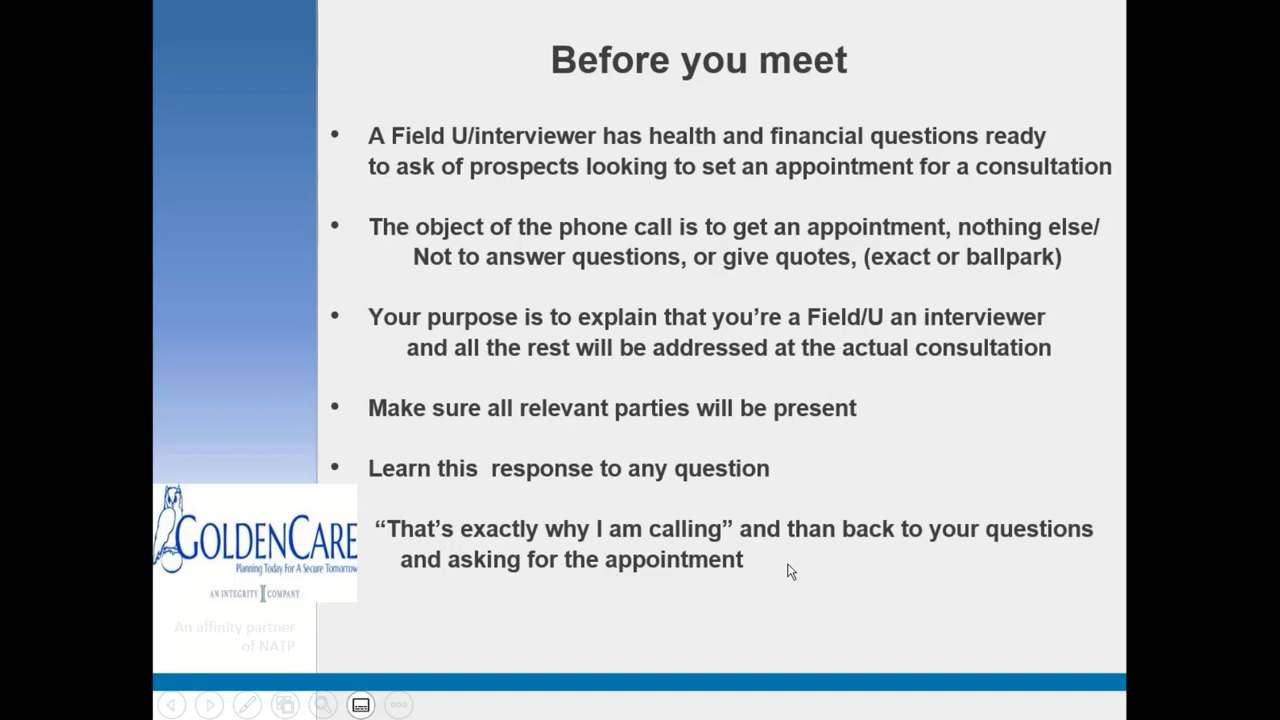 Before you meet
• A Field U/interviewer has health and financial questions ready
to ask of prospects looking to set an appointment for a consultation
• The object of the phone call is to get an appointment, nothing else/
Not to answer questions, or give quotes, (exact or ballpark)
• Your purpose is to explain that you’re a Field/U an interviewer
and all the rest will be addressed at the actual consultation
• Make sure all relevant parties will be present
• Learn this  response to any question
“That’s exactly why I am calling” and than back to your questions
and asking for the appointment
GOLDENCARE
Planning Today For A Secure Tomorrow
AN INTEGRITY COMPANY
An affinity partner
of NATP